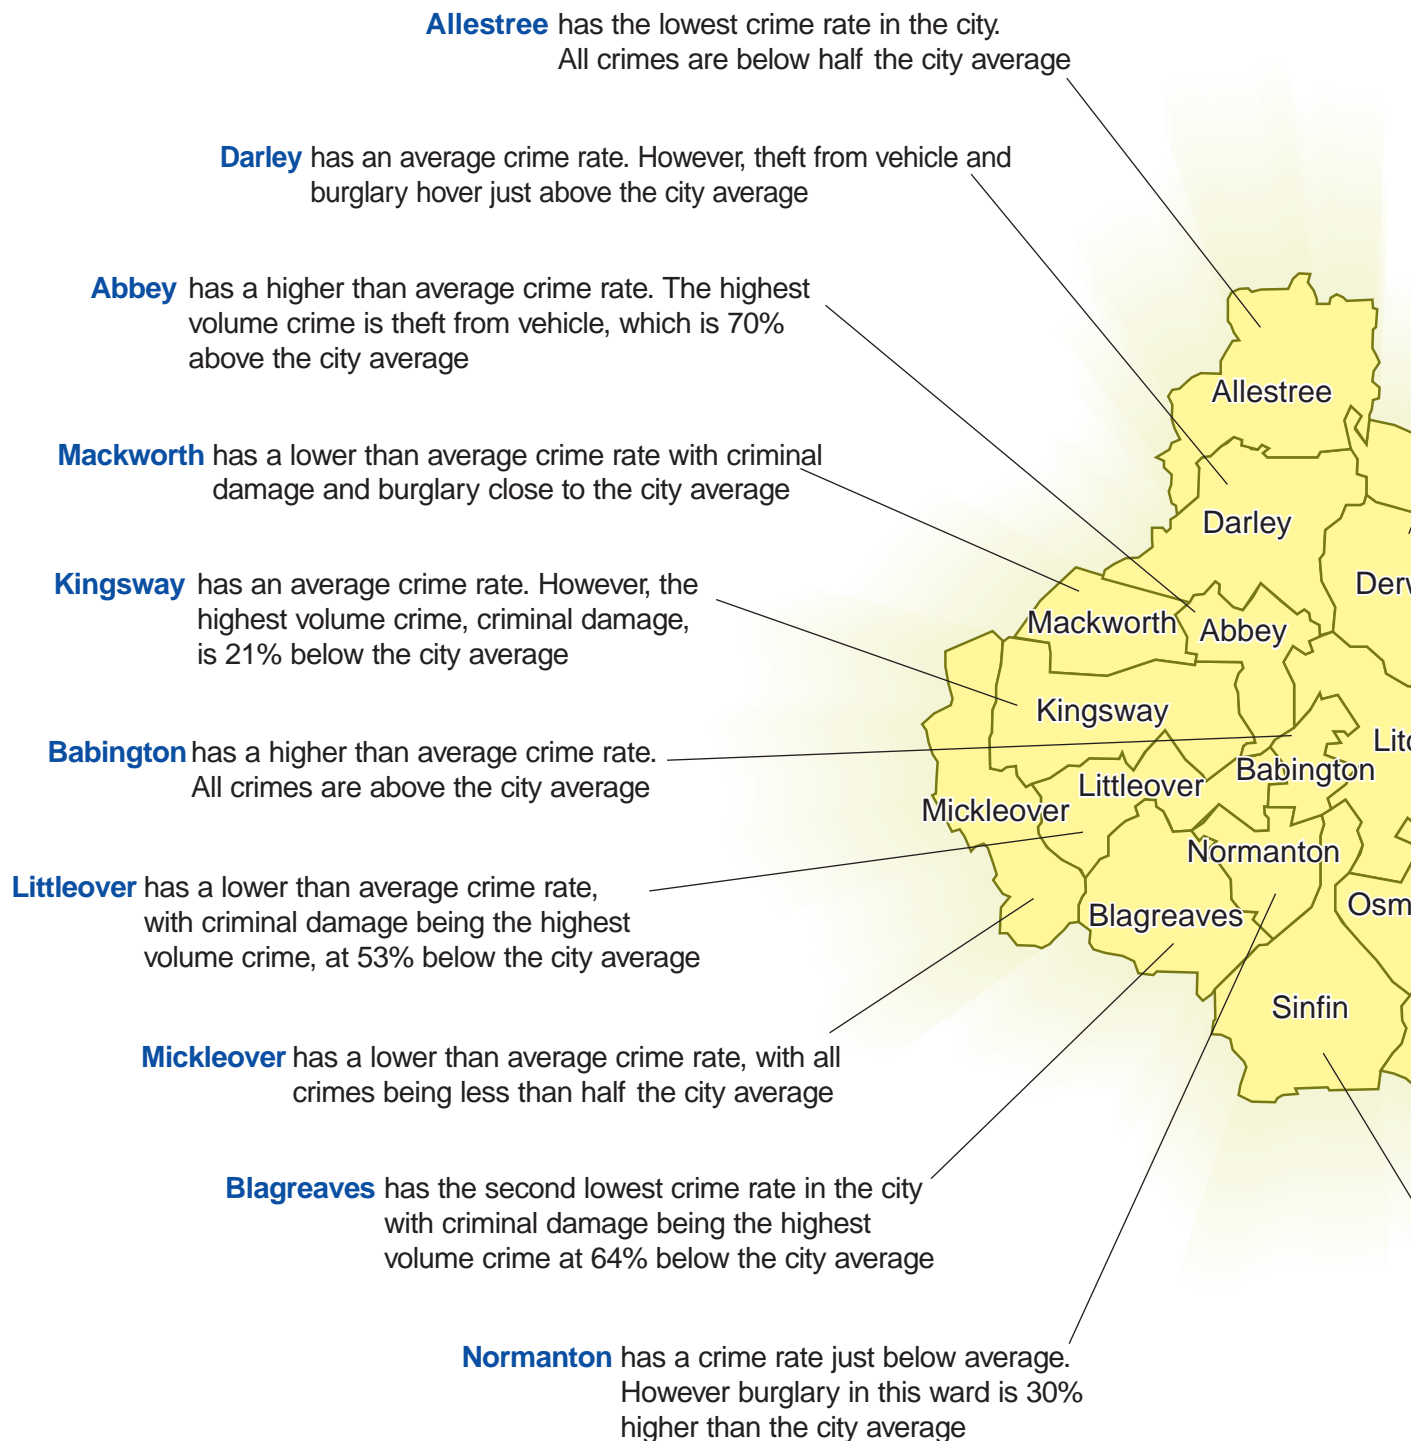 Allestree has the lowest crime rate in the city.
All crimes are below half the city average
Darley has an average crime rate. However, theft from vehicle and
burglary hover just above the city average
Abbey has a higher than average crime rate. The highest
volume crime is theft from vehicle, which is 70%
above the city average
Mackworth has a lower than average crime rate with criminal
damage and burglary close to the city average
Kingsway has an average crime rate. However, the
highest volume crime, criminal damage,
is 21% below the city average
Babington has a higher than average crime rate.
All crimes are above the city average
Littleover has a lower than average crime rate,
with criminal damage being the highest
volume crime, at 53% below the city average
Mickleover has a lower than average crime rate, with all
crimes being less than half the city average
Blagreaves has the second lowest crime rate in the city
with criminal damage being the highest
volume crime at 64% below the city average
Normanton has a crime rate just below average.
However burglary in this ward is 30%
higher than the city average
Allestree
Darley
Mackworth
Abbey
Kingsway
Babington
Littleover
Mickleover
Normanton
Blagreaves
Sinfin